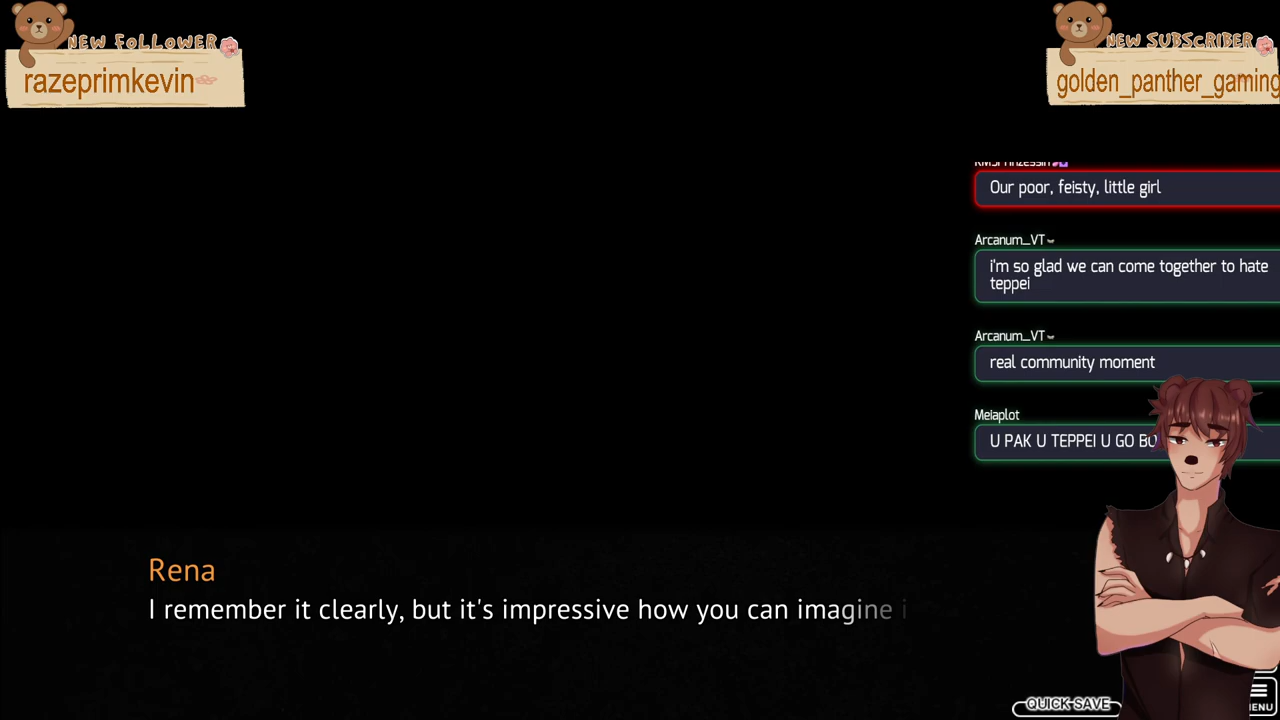 NEW FOLLOWER
razeprimkevin
NEW SUBSCRIBER
golden_panther_gaming
Our poor, feisty, little girl
Arcanum_VT
i'm so glad we can come together to hate
teppei
Arcanum_VT
real community moment
Meiaplot
U PAK U TEPPEI U GO
Rena
I remember it clearly, but it's impressive how you can imagine i
QUICK SAVE
MENU